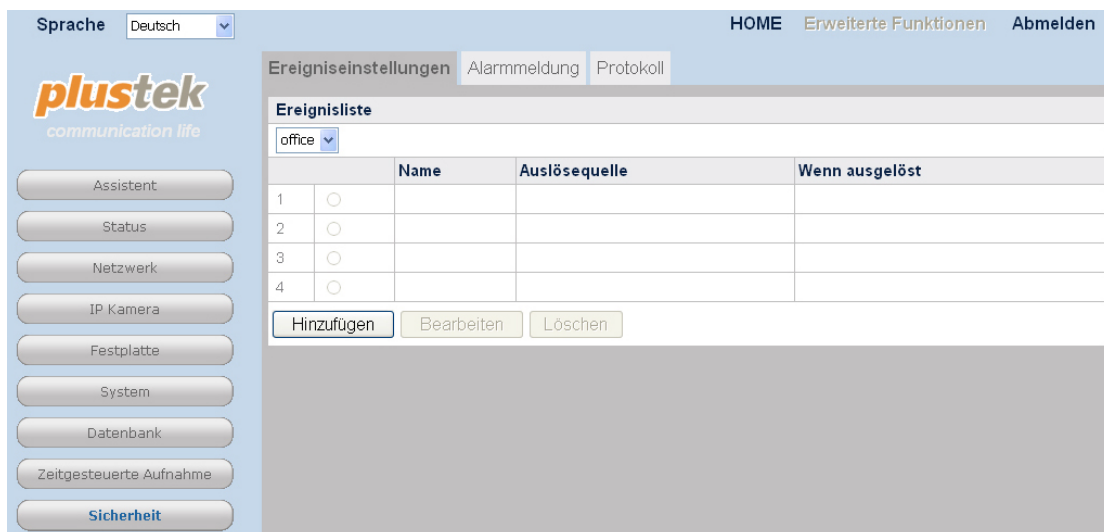 Sprache Deutsch HOME Erweiterte Funktionen Abmelden
plustek
communication life
Assistent
Status
Netzwerk
IP Kamera
Festplatte
System
Datenbank
Zeitgesteuerte Aufnahme
Sicherheit
Ereigniseinstellungen Alarmmeldung Protokoll
Ereignisliste
office
Name Auslösequelle Wenn ausgelöst
1
2
3
4
Hinzufügen Bearbeiten Löschen